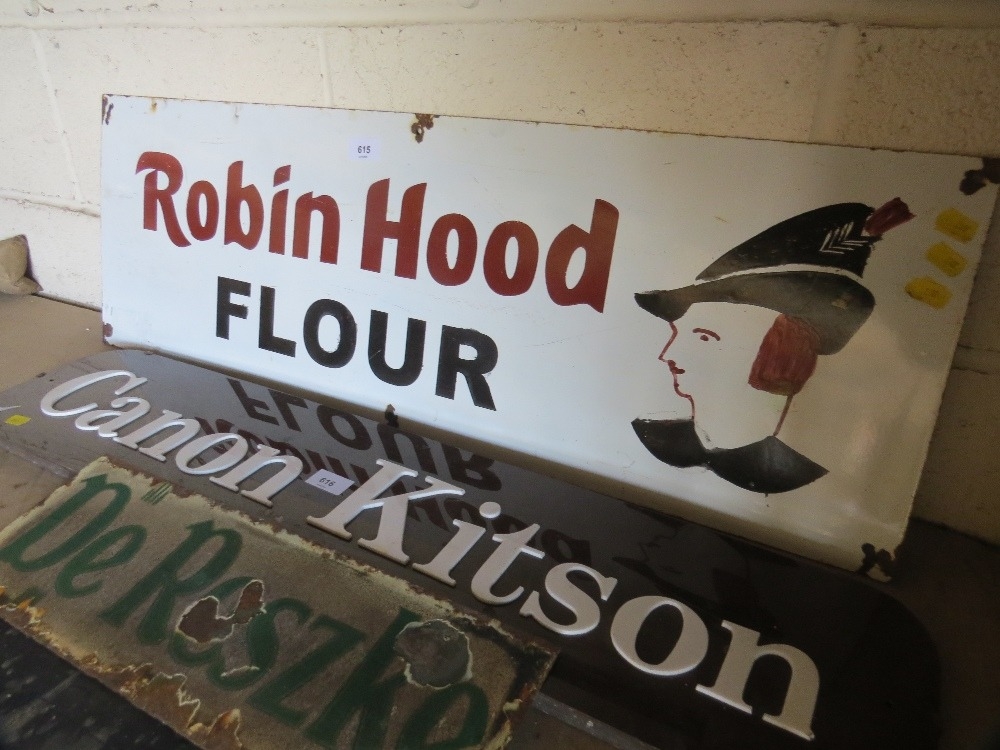 615
Robin Hood
FLOUR
Canon Kitson
616
De Reszke